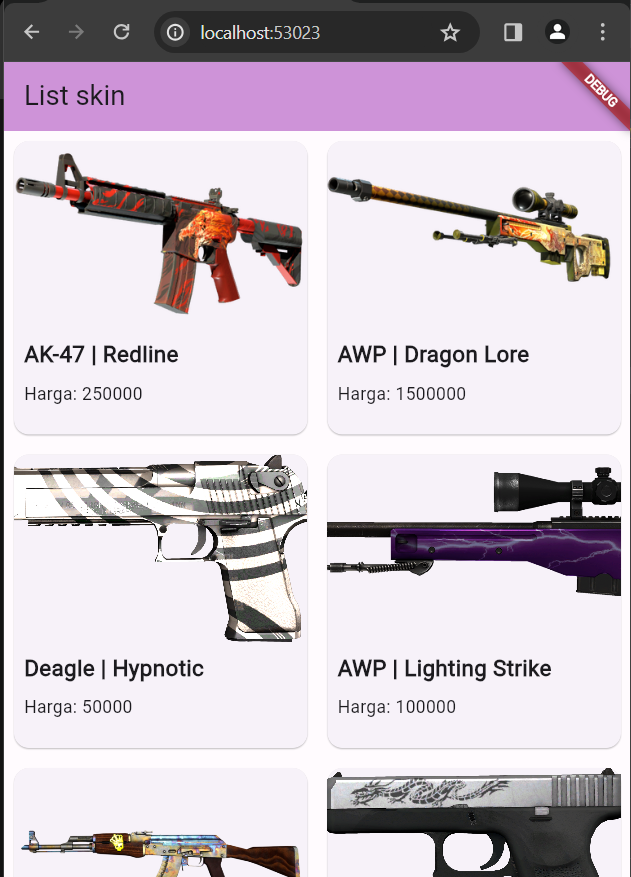 localhost:53023
List skin
DEBUG
AK-47 | Redline
AWP | Dragon Lore
Harga: 250000
Harga: 1500000
Deagle | Hypnotic
AWP | Lighting Strike
Harga: 50000
Harga: 100000